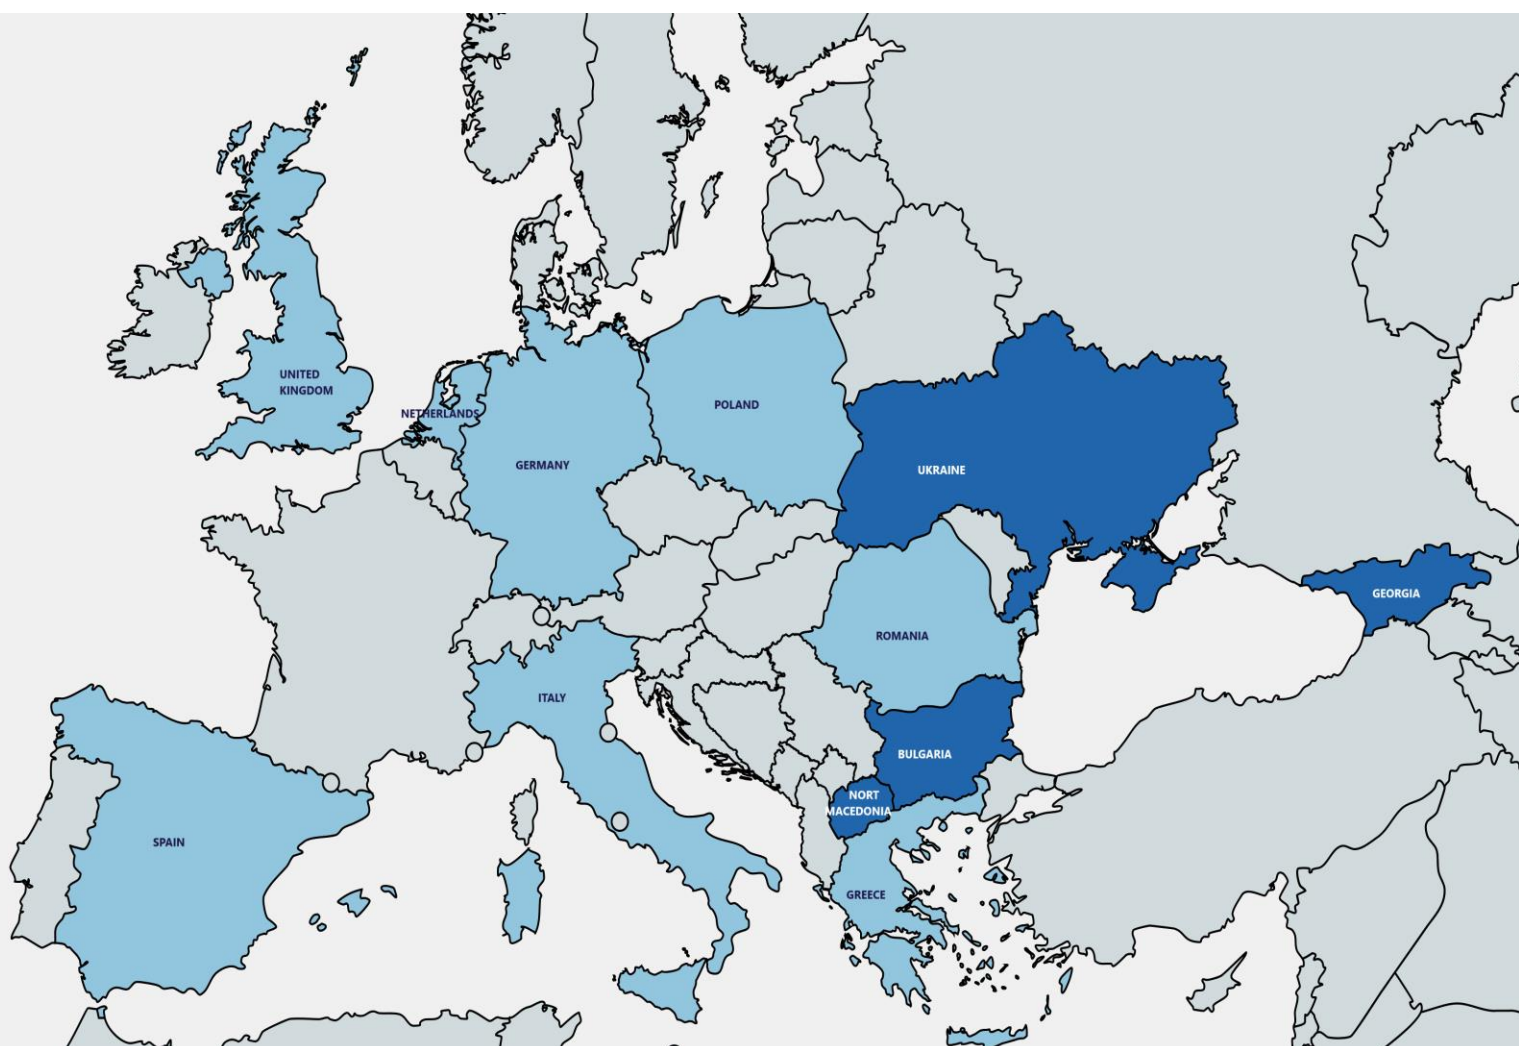 UNITED
KINGDOM
NETHERLANDS
POLAND
GERMANY
UKRAINE
GEORGIA
ROMANIA
ITALY
BULGARIA
NORT
MACEDONIA
SPAIN
GREECE